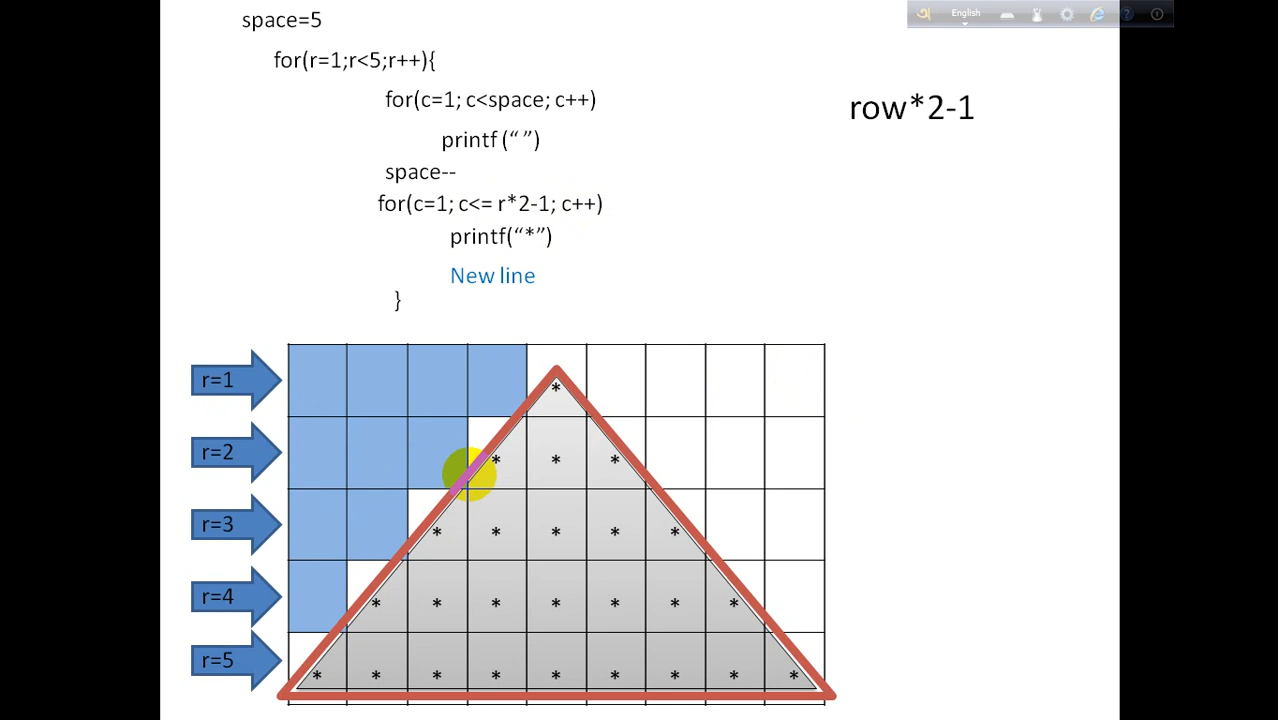 space=5
English
for(r=1;r<5;r++){
for(c=1; c<space; c++)
row*2-1
printf (“ ”)
space--
for(c=1; c<= r*2-1; c++)
printf(“*”)
New line
}
r=1
*
r=2
* * *
r=3
* * * * *
r=4
* * * * * * *
r=5
* * * * * * * * *